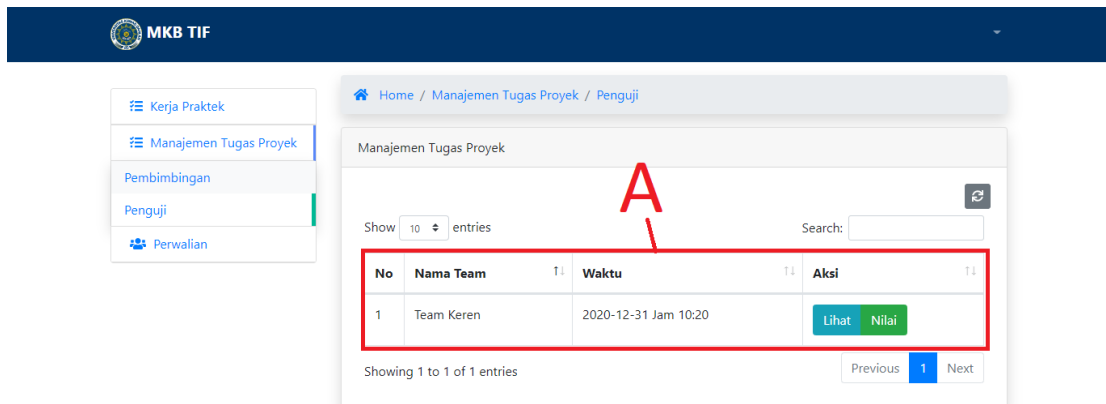 MKB TIF
Kerja Praktek
Manajemen Tugas Proyek
Pembimbingan
Penguji
Perwalian
Home / Manajemen Tugas Proyek / Penguji
Manajemen Tugas Proyek
A
Show 10 entries Search:
No Nama Team Waktu Aksi
1 Team Keren 2020-12-31 Jam 10:20 Lihat Nilai
Showing 1 to 1 of 1 entries Previous 1 Next